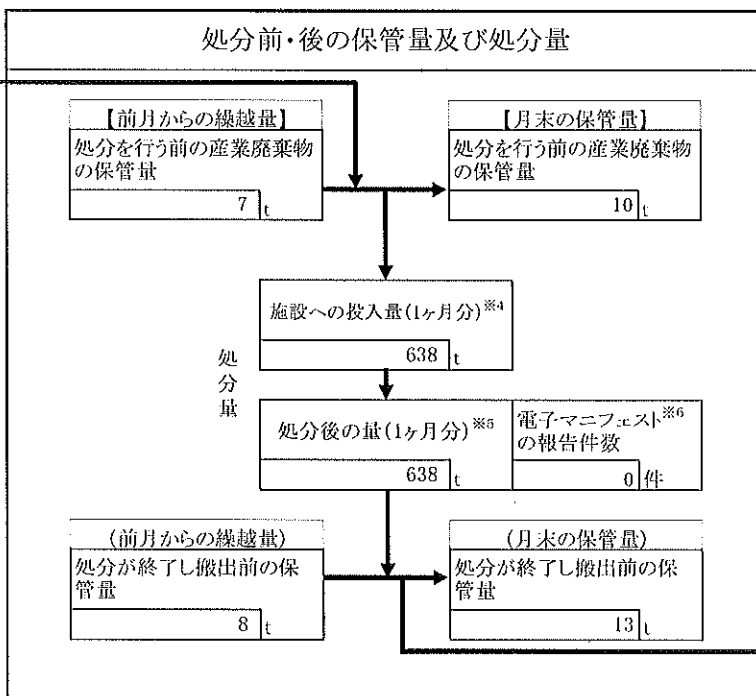 処分前・後の保管量及び処分量
【前月からの繰越量】
処分を行う前の産業廃棄物
の保管量
7 t
【月末の保管量】
処分を行う前の産業廃棄物
の保管量
10 t
施設への投入量(1ヶ月分)※4
638 t
処分量
処分後の量(1ヶ月分)※5
638 t
電子マニフェスト※6
の報告件数
0 件
(前月からの繰越量)
処分が終了し搬出前の保
管量
8 t
(月末の保管量)
処分が終了し搬出前の保
管量
13 t